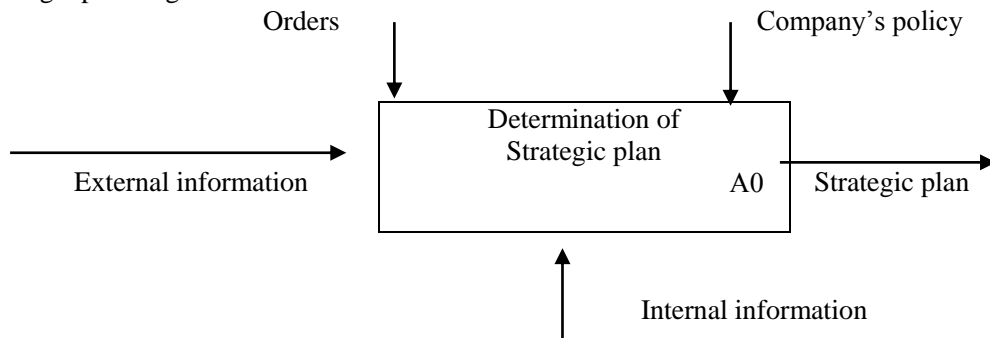 Orders
Company’s policy
Determination of
Strategic plan
External information
A0
Strategic plan
Internal information